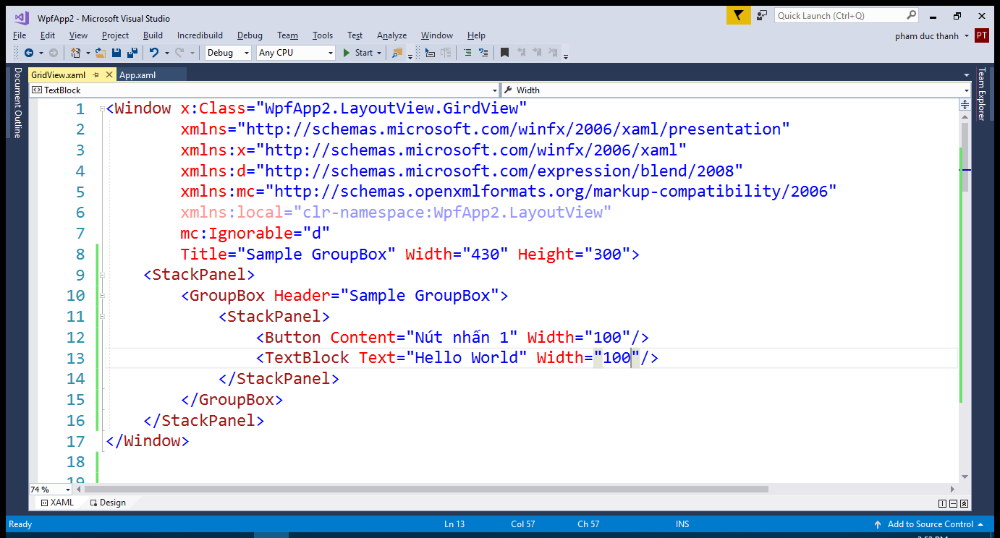 WpfApp2 - Microsoft Visual Studio
Quick Launch (Ctrl+Q)
File Edit View Project Build Incredibuild Debug Team Tools Test Analyze Window Help
pham duc thanh PT
Debug Any CPU Start
Document Outline
GridView.xaml App.xaml
Team Explorer
TextBlock Width
1 <Window x:Class="WpfApp2.LayoutView.GirdView"
2 xmlns="http://schemas.microsoft.com/winfx/2006/xaml/presentation"
3 xmlns:x="http://schemas.microsoft.com/winfx/2006/xaml"
4 xmlns:d="http://schemas.microsoft.com/expression/blend/2008"
5 xmlns:mc="http://schemas.openxmlformats.org/markup-compatibility/2006"
6 xmlns:local="clr-namespace:WpfApp2.LayoutView"
7 mc:Ignorable="d"
8 Title="Sample GroupBox" Width="430" Height="300">
9 <StackPanel>
10 <GroupBox Header="Sample GroupBox">
11 <StackPanel>
12 <Button Content="Nút nhấn 1" Width="100"/>
13 <TextBlock Text="Hello World" Width="100"/>
14 </StackPanel>
15 </GroupBox>
16 </StackPanel>
17 </Window>
18
19
74 %
XAML Design
Ready Ln 13 Col 57 Ch 57 INS Add to Source Control